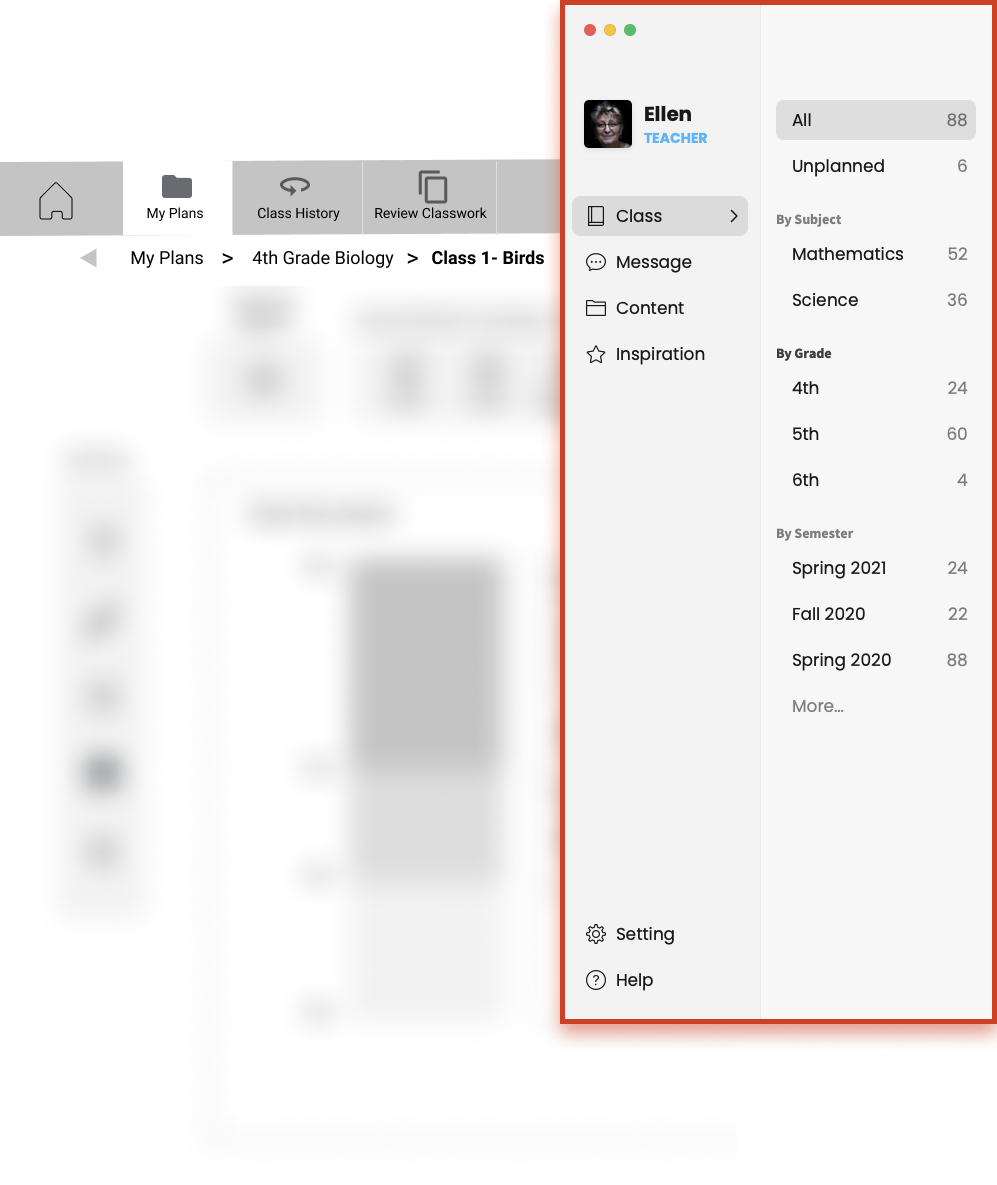 My Plans
Class History
Review Classwork
My Plans > 4th Grade Biology > Class 1- Birds
Ellen
TEACHER
Class
Message
Content
Inspiration
Setting
Help
All 88
Unplanned 6
By Subject
Mathematics 52
Science 36
By Grade
4th 24
5th 60
6th 4
By Semester
Spring 2021 24
Fall 2020 22
Spring 2020 88
More...